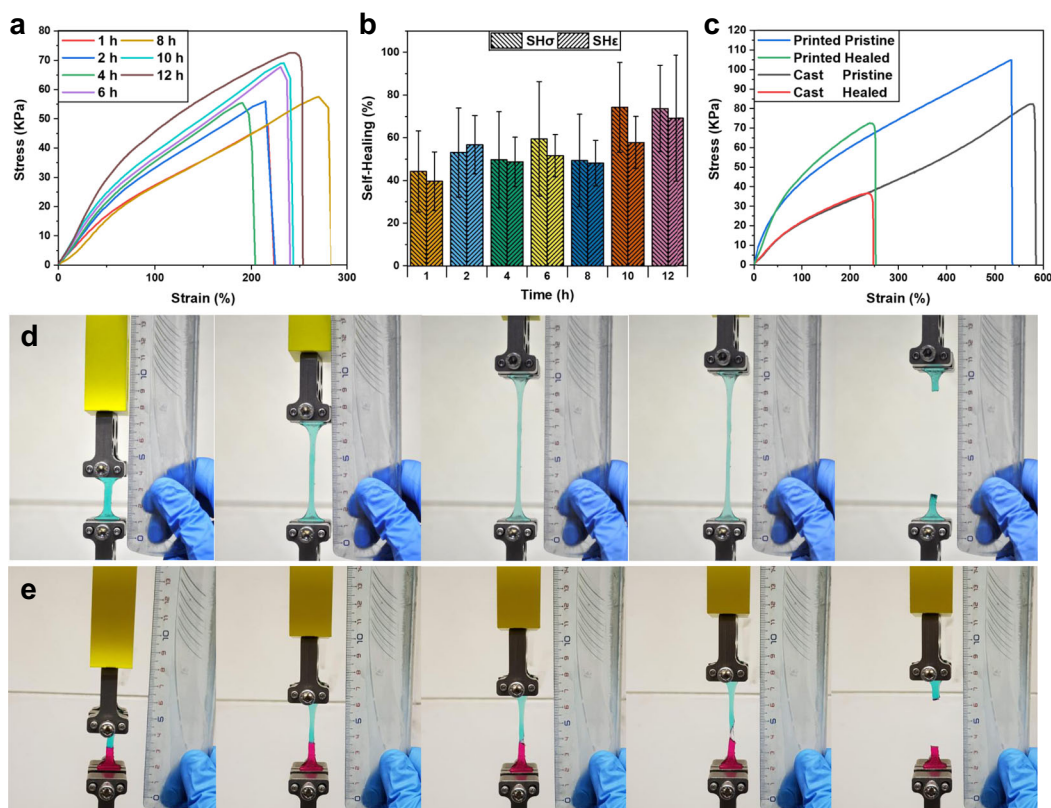 a
80
70
60
50
40
30
20
10
0
Stress (KPa)
1 h 8 h
2 h 10 h
4 h 12 h
6 h
0 100 200 300
Strain (%)
b
100
80
60
40
20
0
Self-Healing (%)
SHσ SHε
1 2 4 6 8 10 12
Time (h)
c
120
110
100
90
80
70
60
50
40
30
20
10
0
Stress (KPa)
Printed Pristine
Printed Healed
Cast Pristine
Cast Healed
0 100 200 300 400 500 600
Strain (%)
d
e